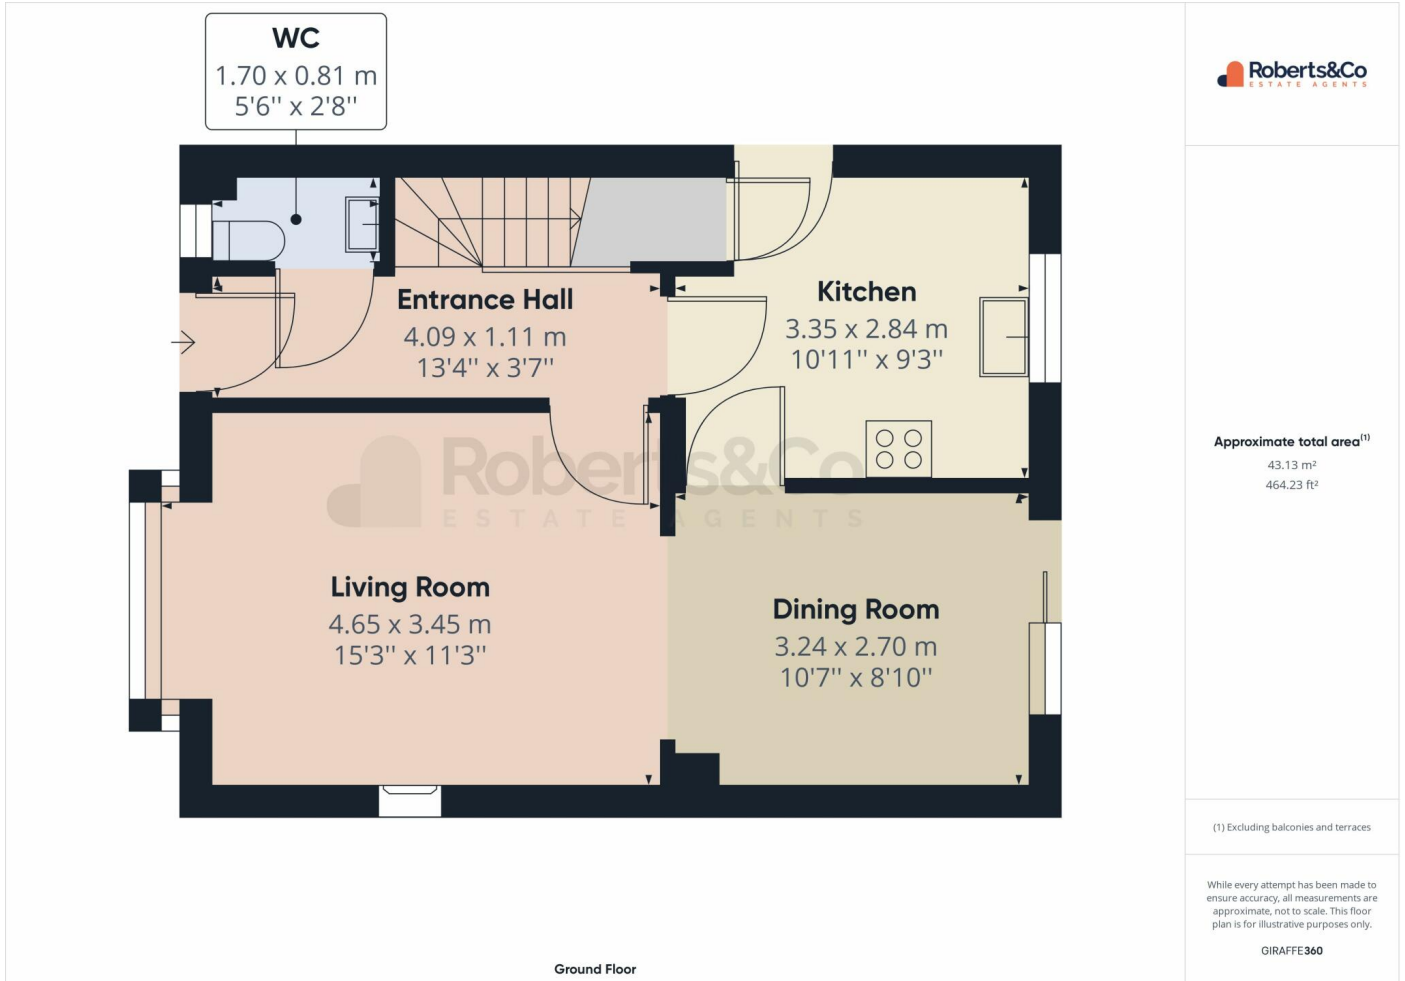 WC
1.70 x 0.81 m
5'6'' x 2'8''
Entrance Hall
4.09 x 1.11 m
13'4'' x 3'7''
Kitchen
3.35 x 2.84 m
10'11'' x 9'3''
Roberts&Co
ESTATE AGENTS
Living Room
4.65 x 3.45 m
15'3'' x 11'3''
Dining Room
3.24 x 2.70 m
10'7'' x 8'10''
Ground Floor
Roberts&Co
ESTATE AGENTS
Approximate total area(1)
43.13 m²
464.23 ft²
(1) Excluding balconies and terraces
While every attempt has been made to
ensure accuracy, all measurements are
approximate, not to scale. This floor
plan is for illustrative purposes only.
GIRAFFE360